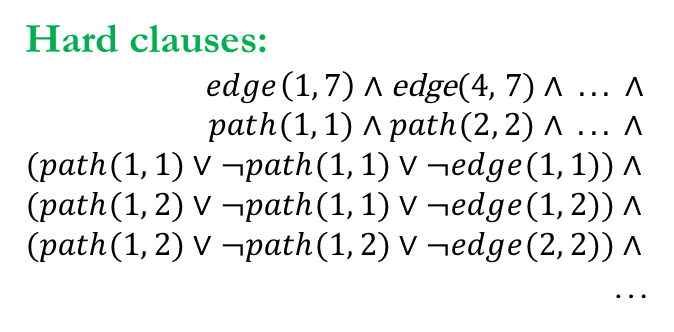 Hard clauses:
edge(1,7) ∧ edge(4, 7) ∧ … ∧
path(1,1) ∧ path(2,2) ∧ … ∧
(path(1,1) ∨ ¬path(1,1) ∨ ¬edge(1,1)) ∧
(path(1,2) ∨ ¬path(1,1) ∨ ¬edge(1,2)) ∧
(path(1,2) ∨ ¬path(1,2) ∨ ¬edge(2,2)) ∧
…